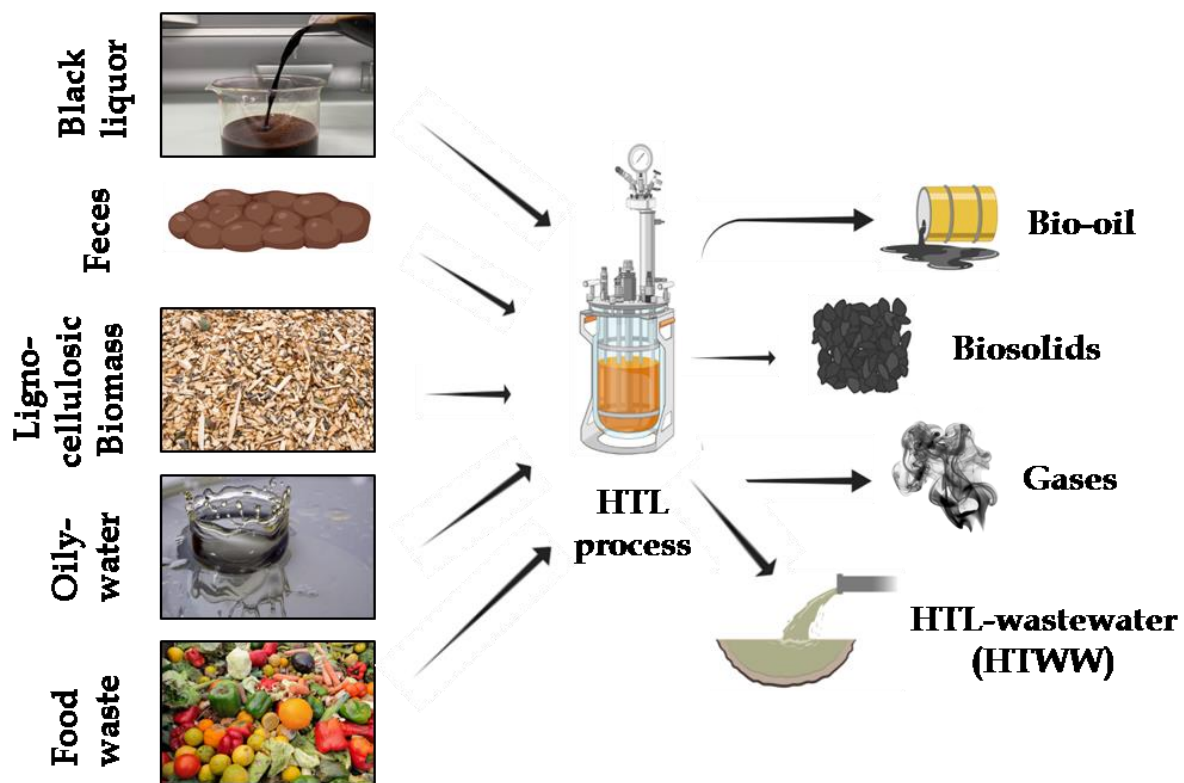 Black
liquor
Feces
Ligno-
cellulosic
Biomass
Oily-
water
Food
waste
HTL
process
Bio-oil
Biosolids
Gases
HTL-wastewater
(HTWW)